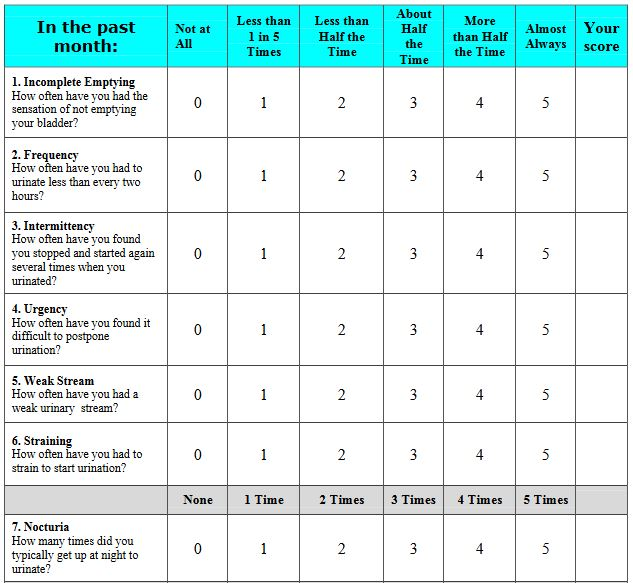 In the past month: Not at All Less than 1 in 5 Times Less than Half the Time About Half the Time More than Half the Time Almost Always Your score
1. Incomplete Emptying
How often have you had the
sensation of not emptying
your bladder?
0 1 2 3 4 5
2. Frequency
How often have you had to
urinate less than every two
hours?
0 1 2 3 4 5
3. Intermittency
How often have you found
you stopped and started again
several times when you
urinated?
0 1 2 3 4 5
4. Urgency
How often have you found it
difficult to postpone
urination?
0 1 2 3 4 5
5. Weak Stream
How often have you had a
weak urinary stream?
0 1 2 3 4 5
6. Straining
How often have you had to
strain to start urination?
0 1 2 3 4 5
None 1 Time 2 Times 3 Times 4 Times 5 Times
7. Nocturia
How many times did you
typically get up at night to
urinate?
0 1 2 3 4 5